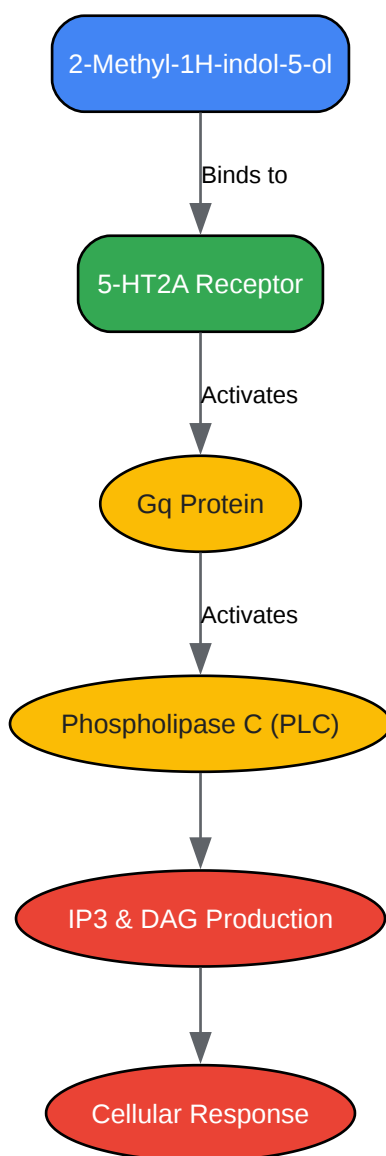 2-Methyl-1H-indol-5-ol
Binds to
5-HT2A Receptor
Activates
Gq Protein
Activates
Phospholipase C (PLC)
IP3 & DAG Production
Cellular Response